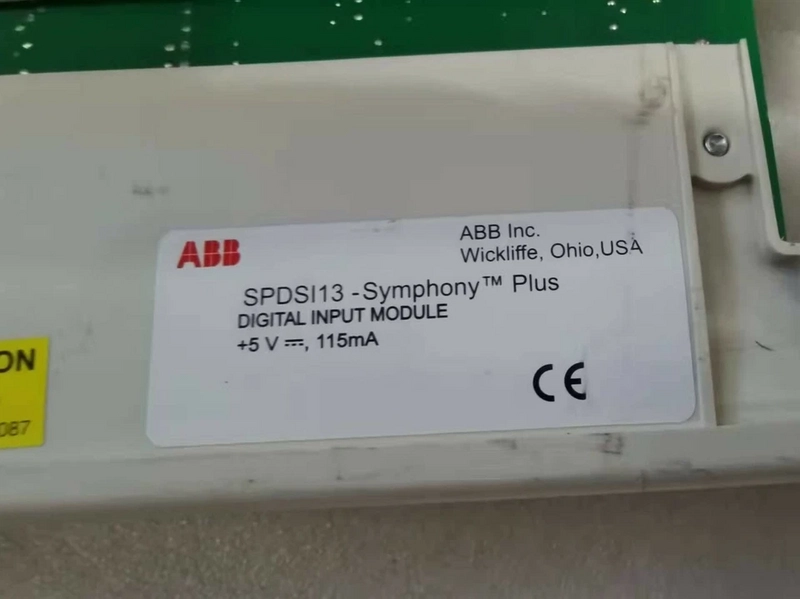 ABB
ABB Inc.
Wickliffe, Ohio,USA
SPDSI13 -Symphony™ Plus
DIGITAL INPUT MODULE
+5 V ⎓, 115mA
CE
ON
087